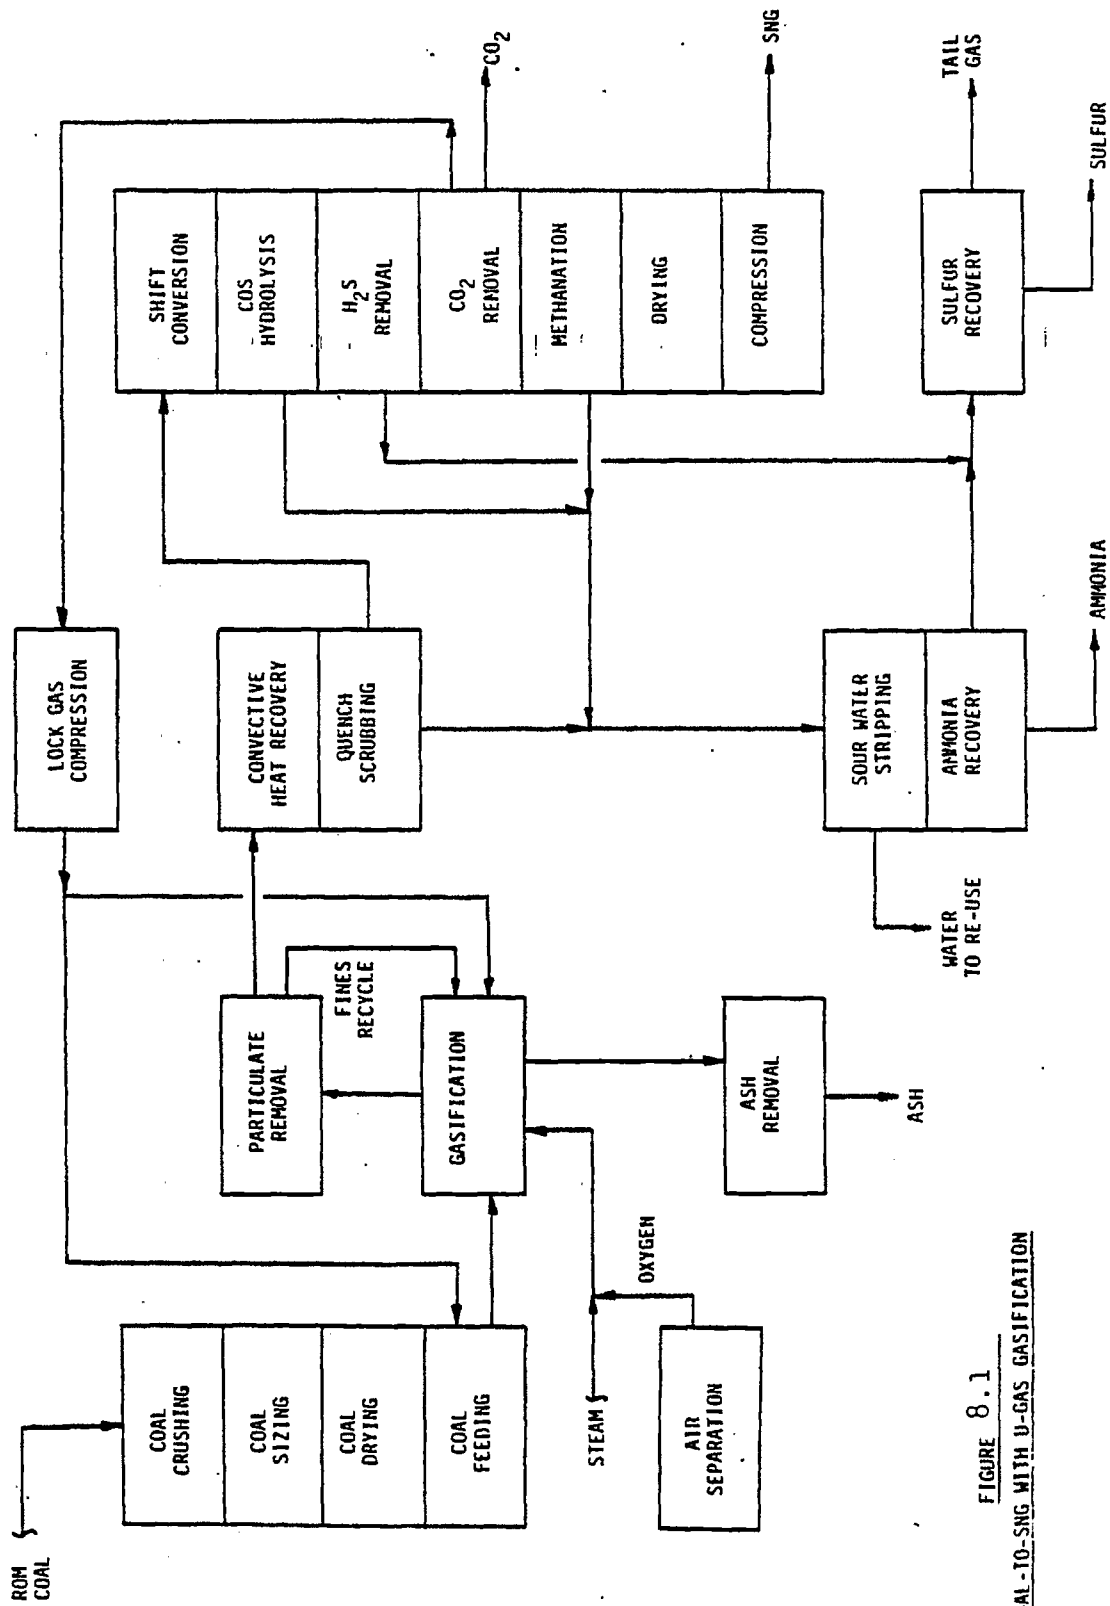 ROM
COAL
COAL
CRUSHING
COAL
SIZING
COAL
DRYING
COAL
FEEDING
STEAM
OXYGEN
AIR
SEPARATION
LOCK GAS
COMPRESSION
PARTICULATE
REMOVAL
FINES
RECYCLE
GASIFICATION
ASH
REMOVAL
ASH
CONVECTIVE
HEAT RECOVERY
QUENCH
SCRUBBING
SOUR WATER
STRIPPING
AMMONIA
RECOVERY
WATER
TO RE-USE
AMMONIA
SHIFT
CONVERSION
COS
HYDROLYSIS
H2S
REMOVAL
CO2
REMOVAL
METHANATION
DRYING
COMPRESSION
CO2
SNG
SULFUR
RECOVERY
TAIL
GAS
SULFUR
FIGURE 8.1
AL-TO-SNG WITH U-GAS GASIFICATION